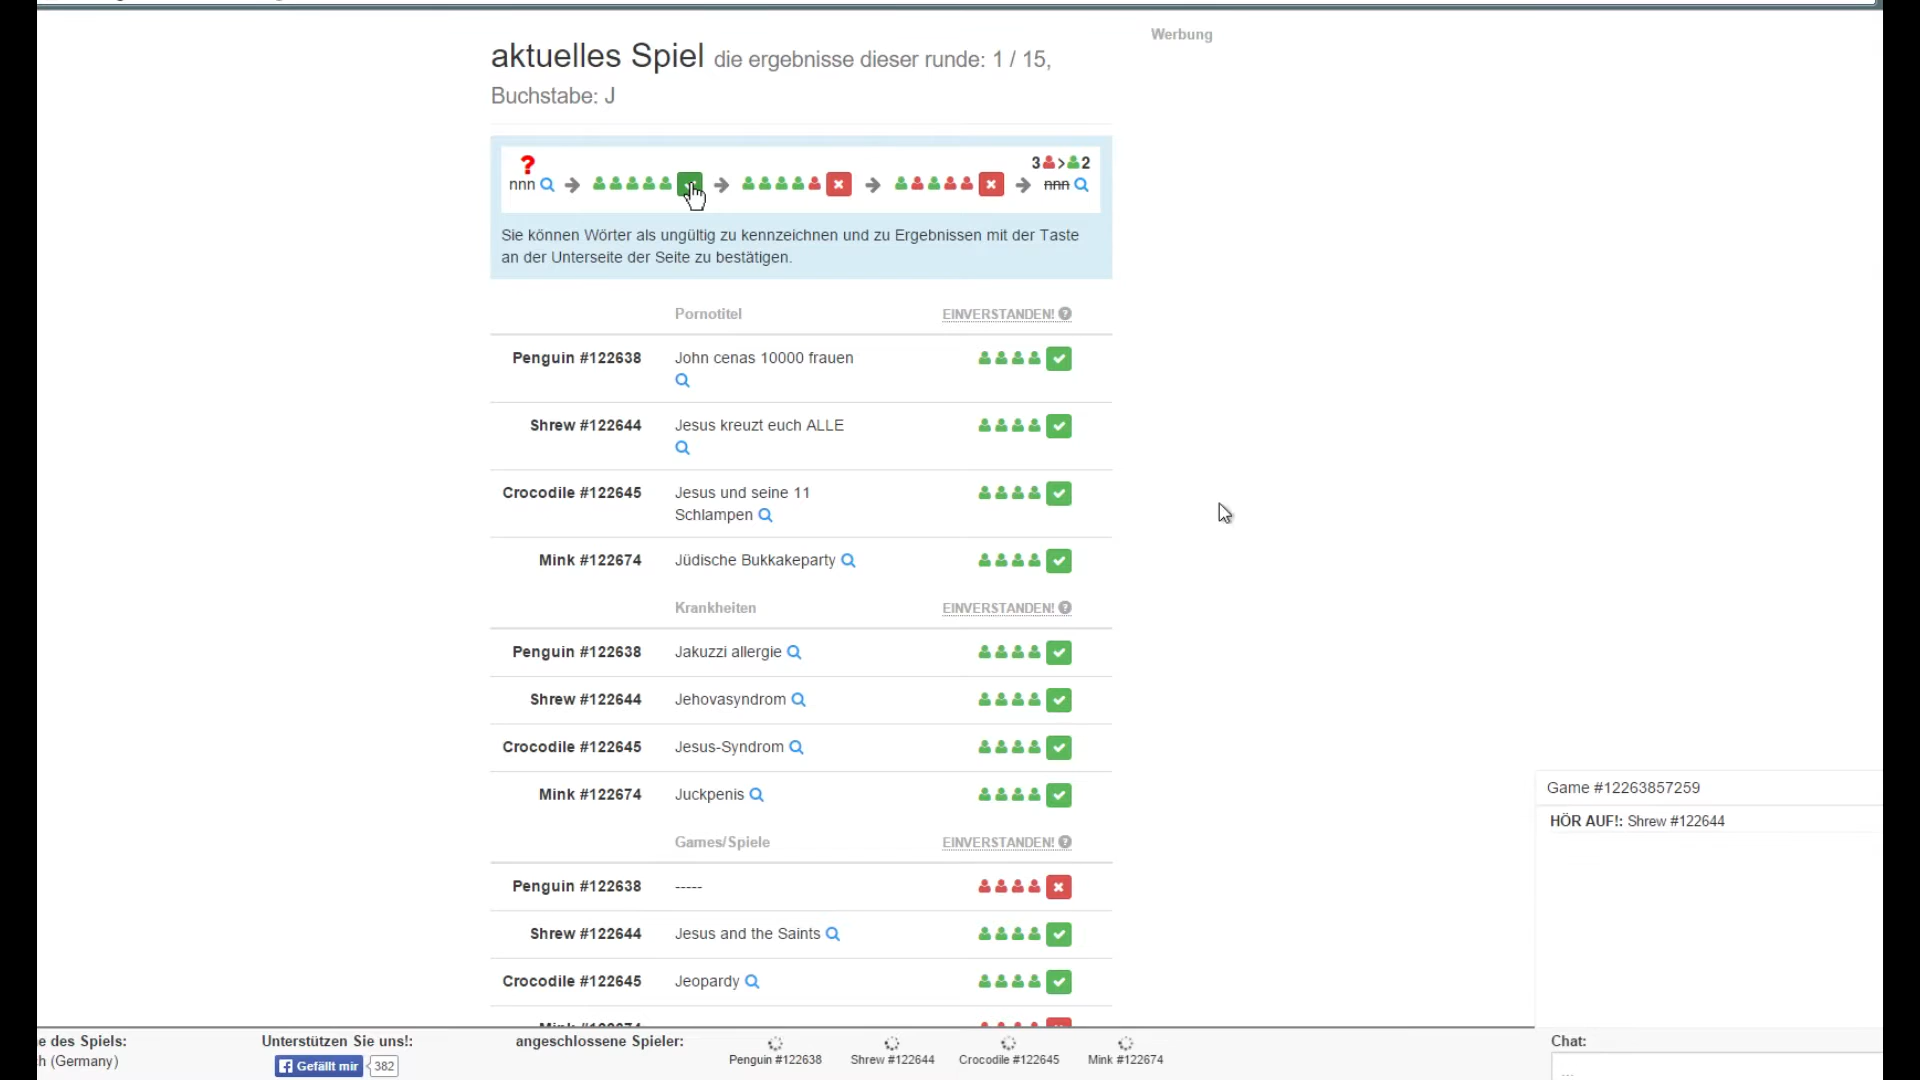 Werbung
aktuelles Spiel die ergebnisse dieser runde: 1 / 15,
Buchstabe: J
?
3 > 2
nnn nnn
Sie können Wörter als ungültig zu kennzeichnen und zu Ergebnissen mit der Taste
an der Unterseite der Seite zu bestätigen.
Pornotitel EINVERSTANDEN! ?
Penguin #122638 John cenas 10000 frauen
Shrew #122644 Jesus kreuzt euch ALLE
Crocodile #122645 Jesus und seine 11
Schlampen
Mink #122674 Jüdische Bukkakeparty
Krankheiten EINVERSTANDEN! ?
Penguin #122638 Jakuzzi allergie
Shrew #122644 Jehovasyndrom
Crocodile #122645 Jesus-Syndrom
Mink #122674 Juckpenis
Games/Spiele EINVERSTANDEN! ?
Penguin #122638 -----
Shrew #122644 Jesus and the Saints
Crocodile #122645 Jeopardy
Mink #122674
Game #12263857259
HÖR AUF!: Shrew #122644
e des Spiels:
h (Germany)
Unterstützen Sie uns!:
Gefällt mir 382
angeschlossene Spieler:
Penguin #122638 Shrew #122644 Crocodile #122645 Mink #122674
Chat:
...